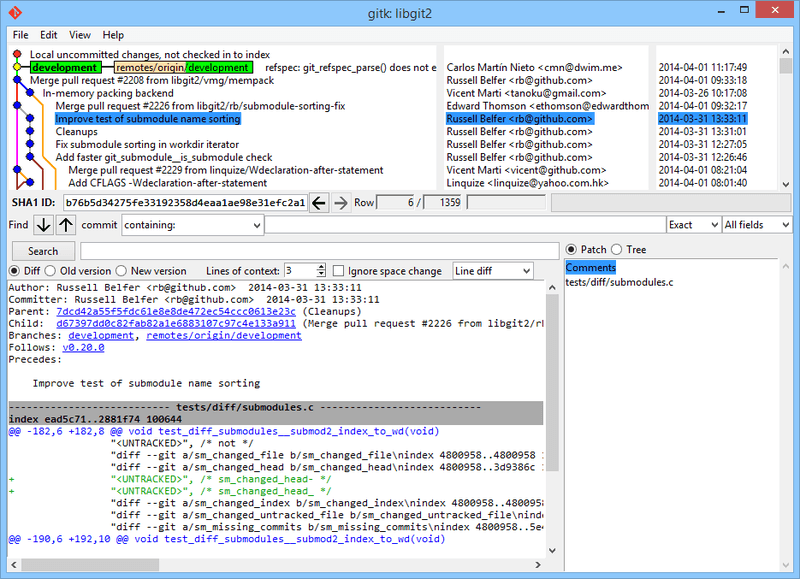 gitk: libgit2
File Edit View Help
Local uncommitted changes, not checked in to index
development remotes/origin/development refspec: git_refspec_parse() does not e Carlos Martín Nieto <cmn@dwim.me> 2014-04-01 11:17:49
Merge pull request #2208 from libgit2/vmg/mempack Russell Belfer <rb@github.com> 2014-04-01 09:33:18
In-memory packing backend Vicent Marti <tanoku@gmail.com> 2014-03-26 10:17:08
Merge pull request #2226 from libgit2/rb/submodule-sorting-fix Edward Thomson <ethomson@edwardthom 2014-04-01 09:32:17
Improve test of submodule name sorting Russell Belfer <rb@github.com> 2014-03-31 13:33:11
Cleanups Russell Belfer <rb@github.com> 2014-03-31 13:31:01
Fix submodule sorting in workdir iterator Russell Belfer <rb@github.com> 2014-03-31 12:27:05
Add faster git_submodule__is_submodule check Russell Belfer <rb@github.com> 2014-03-31 12:26:46
Merge pull request #2229 from linquize/Wdeclaration-after-statement Vicent Marti <vicent@github.com> 2014-04-01 08:21:04
Add CFLAGS -Wdeclaration-after-statement Linquize <linquize@yahoo.com.hk> 2014-04-01 08:01:40
SHA1 ID: b76b5d34275fe33192358d4eaa1ae98e31efc2a1 Row 6 / 1359
Find commit containing: Exact All fields
Search
Diff Old version New version Lines of context: 3 Ignore space change Line diff
Patch Tree
Comments
tests/diff/submodules.c
Author: Russell Belfer <rb@github.com> 2014-03-31 13:33:11
Committer: Russell Belfer <rb@github.com> 2014-03-31 13:33:11
Parent: 7dcd42a55f5fdc61e8e8de472ec54ccc0613e23c (Cleanups)
Child: d67397dd0c82fab82a1e6883107c97c4e133a911 (Merge pull request #2226 from libgit2/rb
Branches: development, remotes/origin/development
Follows: v0.20.0
Precedes:
Improve test of submodule name sorting
--------------------------- tests/diff/submodules.c ---------------------------
index ead5c71..2881f74 100644
@@ -182,6 +182,8 @@ void test_diff_submodules__submod2_index_to_wd(void)
"<UNTRACKED>", /* not */
"diff --git a/sm_changed_file b/sm_changed_file\nindex 4800958..4800958
"diff --git a/sm_changed_head b/sm_changed_head\nindex 4800958..3d9386c
+ "<UNTRACKED>", /* sm_changed_head- */
+ "<UNTRACKED>", /* sm_changed_head_ */
"diff --git a/sm_changed_index b/sm_changed_index\nindex 4800958..480095
"diff --git a/sm_changed_untracked_file b/sm_changed_untracked_file\ninde
"diff --git a/sm_missing_commits b/sm_missing_commits\nindex 4800958..5e4
@@ -190,6 +192,10 @@ void test_diff_submodules__submod2_index_to_wd(void)